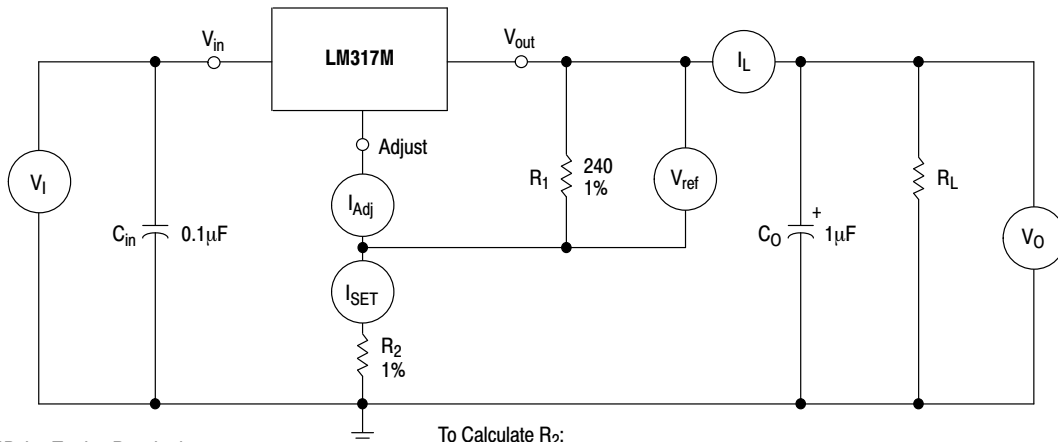 V_in
LM317M
V_out
I_L
Adjust
V_I
C_in
0.1µF
I_Adj
R_1
240
1%
V_ref
C_O
+
1µF
R_L
V_O
I_SET
R_2
1%
To Calculate R_2: